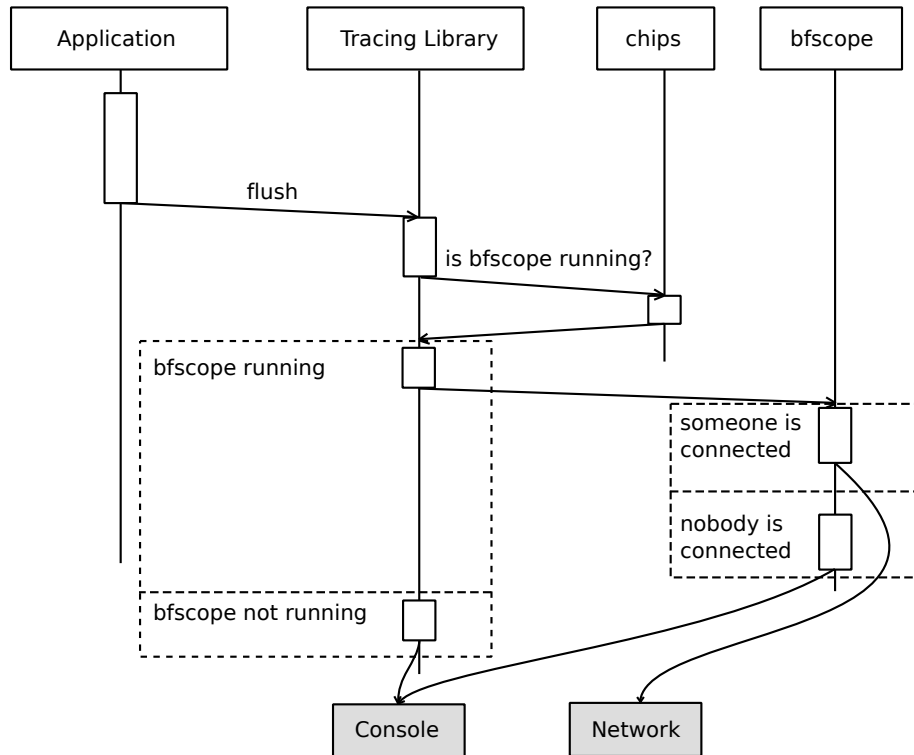 Application
Tracing Library
chips
bfscope
flush
is bfscope running?
bfscope running
someone is
connected
nobody is
connected
bfscope not running
Console
Network